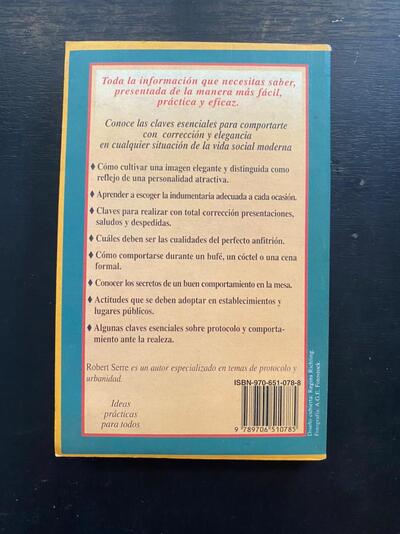 Toda la información que necesitas saber,
presentada de la manera más fácil,
práctica y eficaz.
Conoce las claves esenciales para comportarte
con corrección y elegancia
en cualquier situación de la vida social moderna
♦ Cómo cultivar una imagen elegante y distinguida como
reflejo de una personalidad atractiva.
♦ Aprender a escoger la indumentaria adecuada a cada ocasión.
♦ Claves para realizar con total corrección presentaciones,
saludos y despedidas.
♦ Cuáles deben ser las cualidades del perfecto anfitrión.
♦ Cómo comportarse durante un bufé, un cóctel o una cena
formal.
♦ Conocer los secretos de un buen comportamiento en la mesa.
♦ Actitudes que se deben adoptar en establecimientos y
lugares públicos.
♦ Algunas claves esenciales sobre protocolo y comporta-
miento ante la realeza.
Robert Serre es un autor especializado en temas de protocolo y
urbanidad.
ISBN-970-651-078-8
Ideas
prácticas
para todos
9 789706 510785
Diseño cubierta: Regina Richling.
Fotografía: A.G.E. Fotostock.